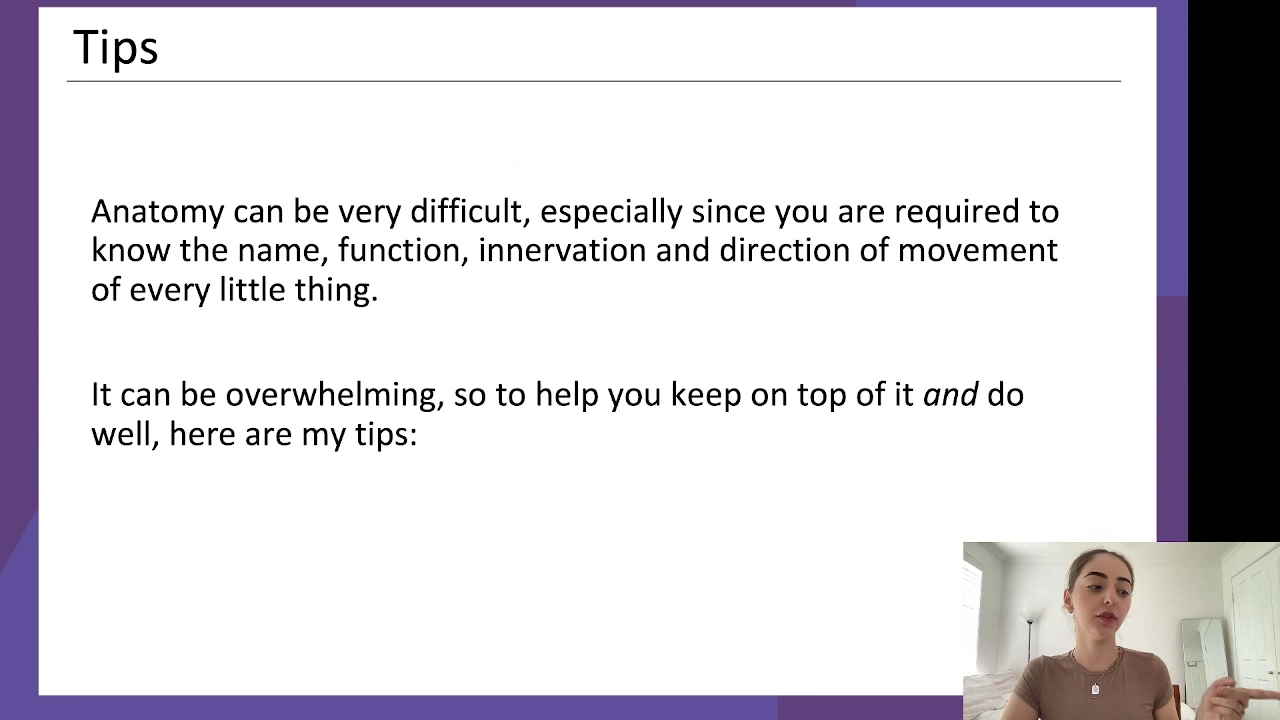 Tips
Anatomy can be very difficult, especially since you are required to
know the name, function, innervation and direction of movement
of every little thing.
It can be overwhelming, so to help you keep on top of it and do
well, here are my tips: